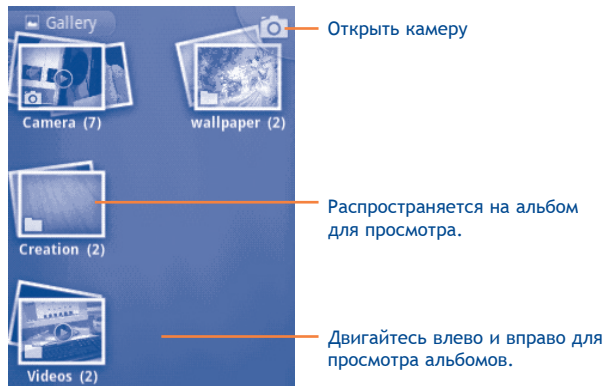 Gallery
Открыть камеру
Camera (7)
wallpaper (2)
Распространяется на альбом
для просмотра.
Creation (2)
Двигайтесь влево и вправо для
просмотра альбомов.
Videos (2)